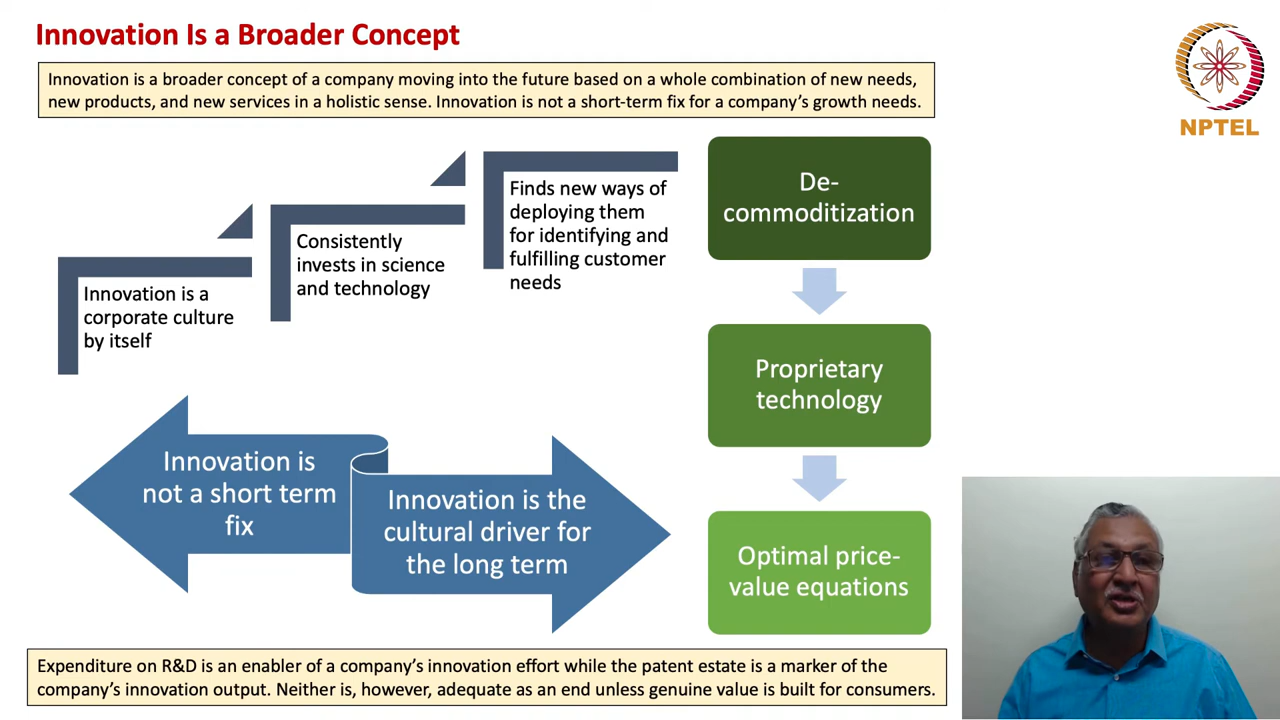 Innovation Is a Broader Concept
Innovation is a broader concept of a company moving into the future based on a whole combination of new needs,
new products, and new services in a holistic sense. Innovation is not a short-term fix for a company’s growth needs.
NPTEL
Innovation is a
corporate culture
by itself
Consistently
invests in science
and technology
Finds new ways of
deploying them
for identifying and
fulfilling customer
needs
De-
commoditization
Proprietary
technology
Optimal price-
value equations
Innovation is
not a short term
fix
Innovation is the
cultural driver for
the long term
Expenditure on R&D is an enabler of a company’s innovation effort while the patent estate is a marker of the
company’s innovation output. Neither is, however, adequate as an end unless genuine value is built for consumers.